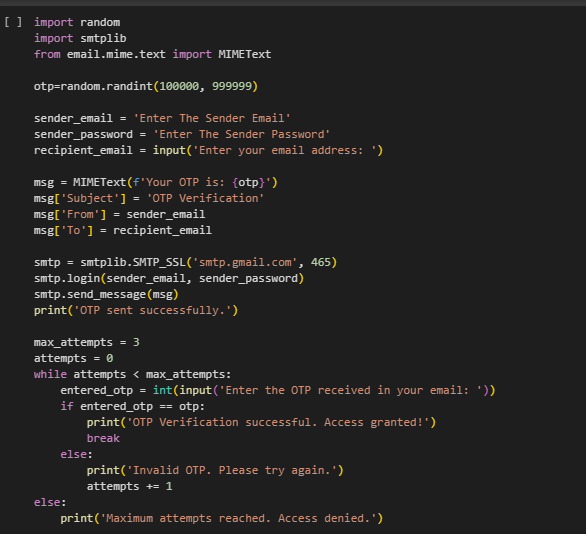 [ ] import random
import smtplib
from email.mime.text import MIMEText
otp=random.randint(100000, 999999)
sender_email = 'Enter The Sender Email'
sender_password = 'Enter The Sender Password'
recipient_email = input('Enter your email address: ')
msg = MIMEText(f'Your OTP is: {otp}')
msg['Subject'] = 'OTP Verification'
msg['From'] = sender_email
msg['To'] = recipient_email
smtp = smtplib.SMTP_SSL('smtp.gmail.com', 465)
smtp.login(sender_email, sender_password)
smtp.send_message(msg)
print('OTP sent successfully.')
max_attempts = 3
attempts = 0
while attempts < max_attempts:
    entered_otp = int(input('Enter the OTP received in your email: '))
    if entered_otp == otp:
        print('OTP Verification successful. Access granted!')
        break
    else:
        print('Invalid OTP. Please try again.')
        attempts += 1
else:
    print('Maximum attempts reached. Access denied.')